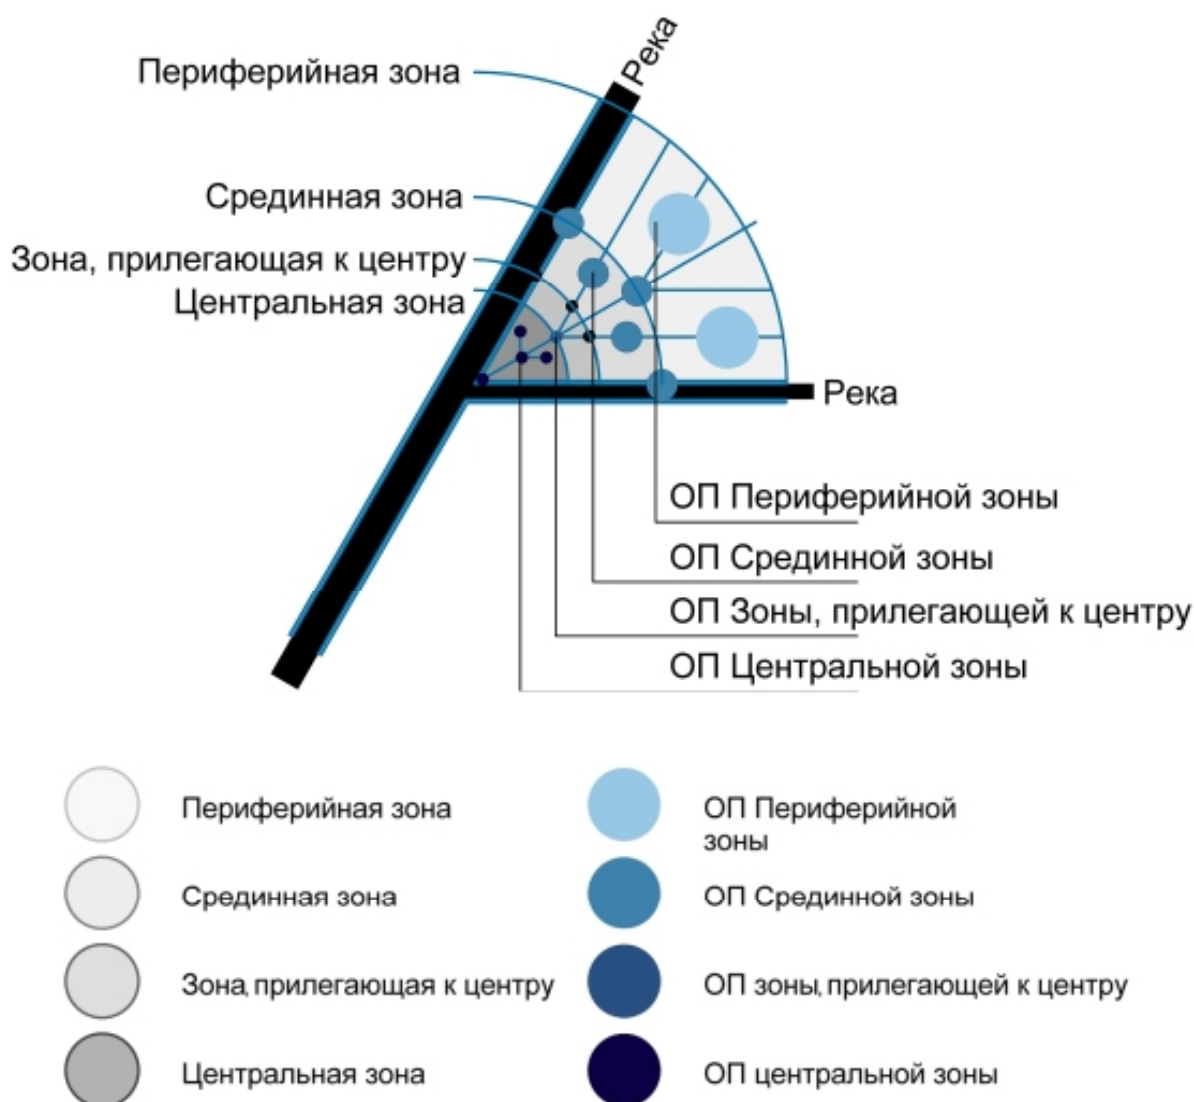 Река
Периферийная зона
Срединная зона
Зона, прилегающая к центру
Центральная зона
Река
ОП Периферийной зоны
ОП Срединной зоны
ОП Зоны, прилегающей к центру
ОП Центральной зоны
Периферийная зона
ОП Периферийной
зоны
Срединная зона
ОП Срединной зоны
Зона, прилегающая к центру
ОП зоны, прилегающей к центру
Центральная зона
ОП центральной зоны